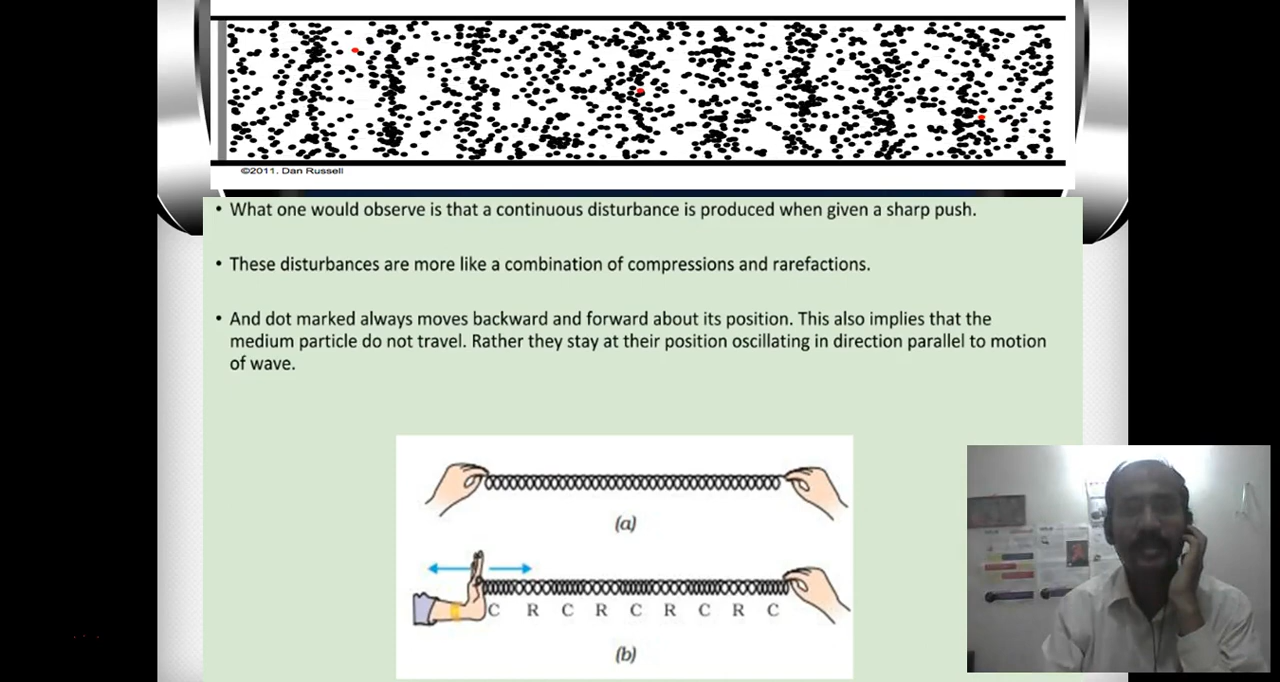 ©2011. Dan Russell
• What one would observe is that a continuous disturbance is produced when given a sharp push.
• These disturbances are more like a combination of compressions and rarefactions.
• And dot marked always moves backward and forward about its position. This also implies that the
medium particle do not travel. Rather they stay at their position oscillating in direction parallel to motion
of wave.
(a)
C R C R C R C R C
(b)